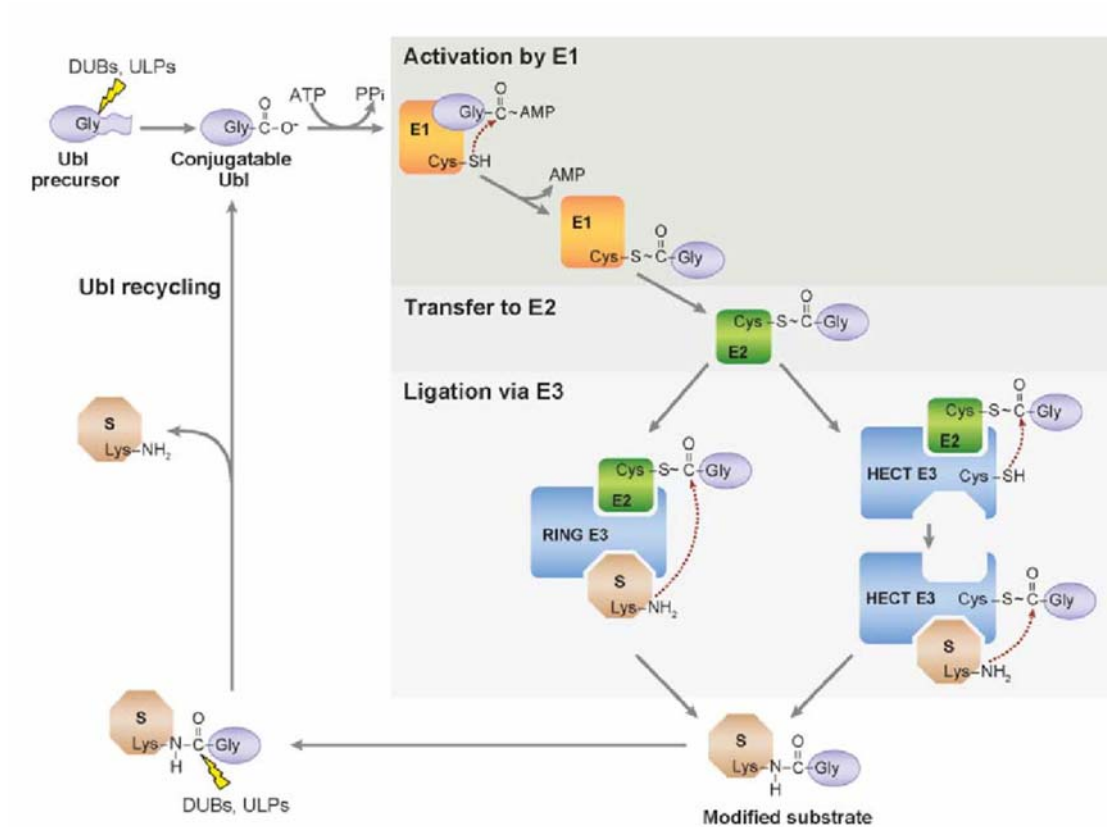 DUBs, ULPs
Gly
Ubl
precursor
Gly-C-O-
O
Conjugatable
Ubl
ATP
PPi
Activation by E1
E1
Gly-C-AMP
O
Cys-SH
AMP
E1
Cys-S~C-Gly
O
Transfer to E2
Cys-S~C-Gly
O
E2
Ligation via E3
Cys-S~C-Gly
O
E2
RING E3
S
Lys-NH2
Cys-S~C-Gly
O
E2
HECT E3
Cys-SH
HECT E3
Cys-S~C-Gly
O
S
Lys-NH2
Ubl recycling
S
Lys-NH2
S
Lys-N-C-Gly
O
H
DUBs, ULPs
S
Lys-N-C-Gly
O
H
Modified substrate